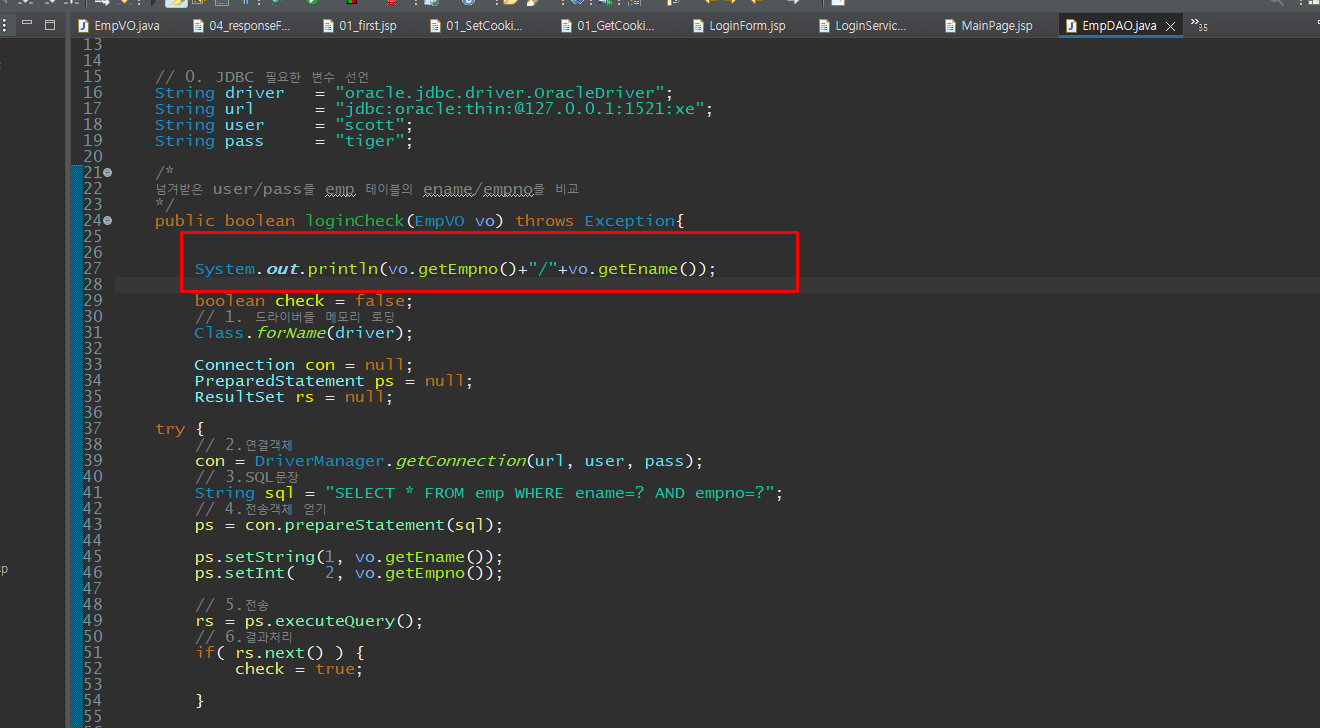 EmpVO.java
04_responseF...
01_first.jsp
01_SetCooki...
01_GetCooki...
LoginForm.jsp
LoginServic...
MainPage.jsp
EmpDAO.java
35
13
14
15 // 0. JDBC 필요한 변수 선언
16 String driver = "oracle.jdbc.driver.OracleDriver";
17 String url = "jdbc:oracle:thin:@127.0.0.1:1521:xe";
18 String user = "scott";
19 String pass = "tiger";
20
21 /*
22 넘겨받은 user/pass를 emp 테이블의 ename/empno를 비교
23 */
24 public boolean loginCheck(EmpVO vo) throws Exception{
25
26
27 System.out.println(vo.getEmpno()+"/"+vo.getEname());
28
29 boolean check = false;
30 // 1. 드라이버를 메모리 로딩
31 Class.forName(driver);
32
33 Connection con = null;
34 PreparedStatement ps = null;
35 ResultSet rs = null;
36
37 try {
38 // 2.연결객체
39 con = DriverManager.getConnection(url, user, pass);
40 // 3.SQL문장
41 String sql = "SELECT * FROM emp WHERE ename=? AND empno=?";
42 // 4.전송객체 얻기
43 ps = con.prepareStatement(sql);
44
45 ps.setString(1, vo.getEname());
46 ps.setInt( 2, vo.getEmpno());
47
48 // 5.전송
49 rs = ps.executeQuery();
50 // 6.결과처리
51 if( rs.next() ) {
52 check = true;
53
54 }
55